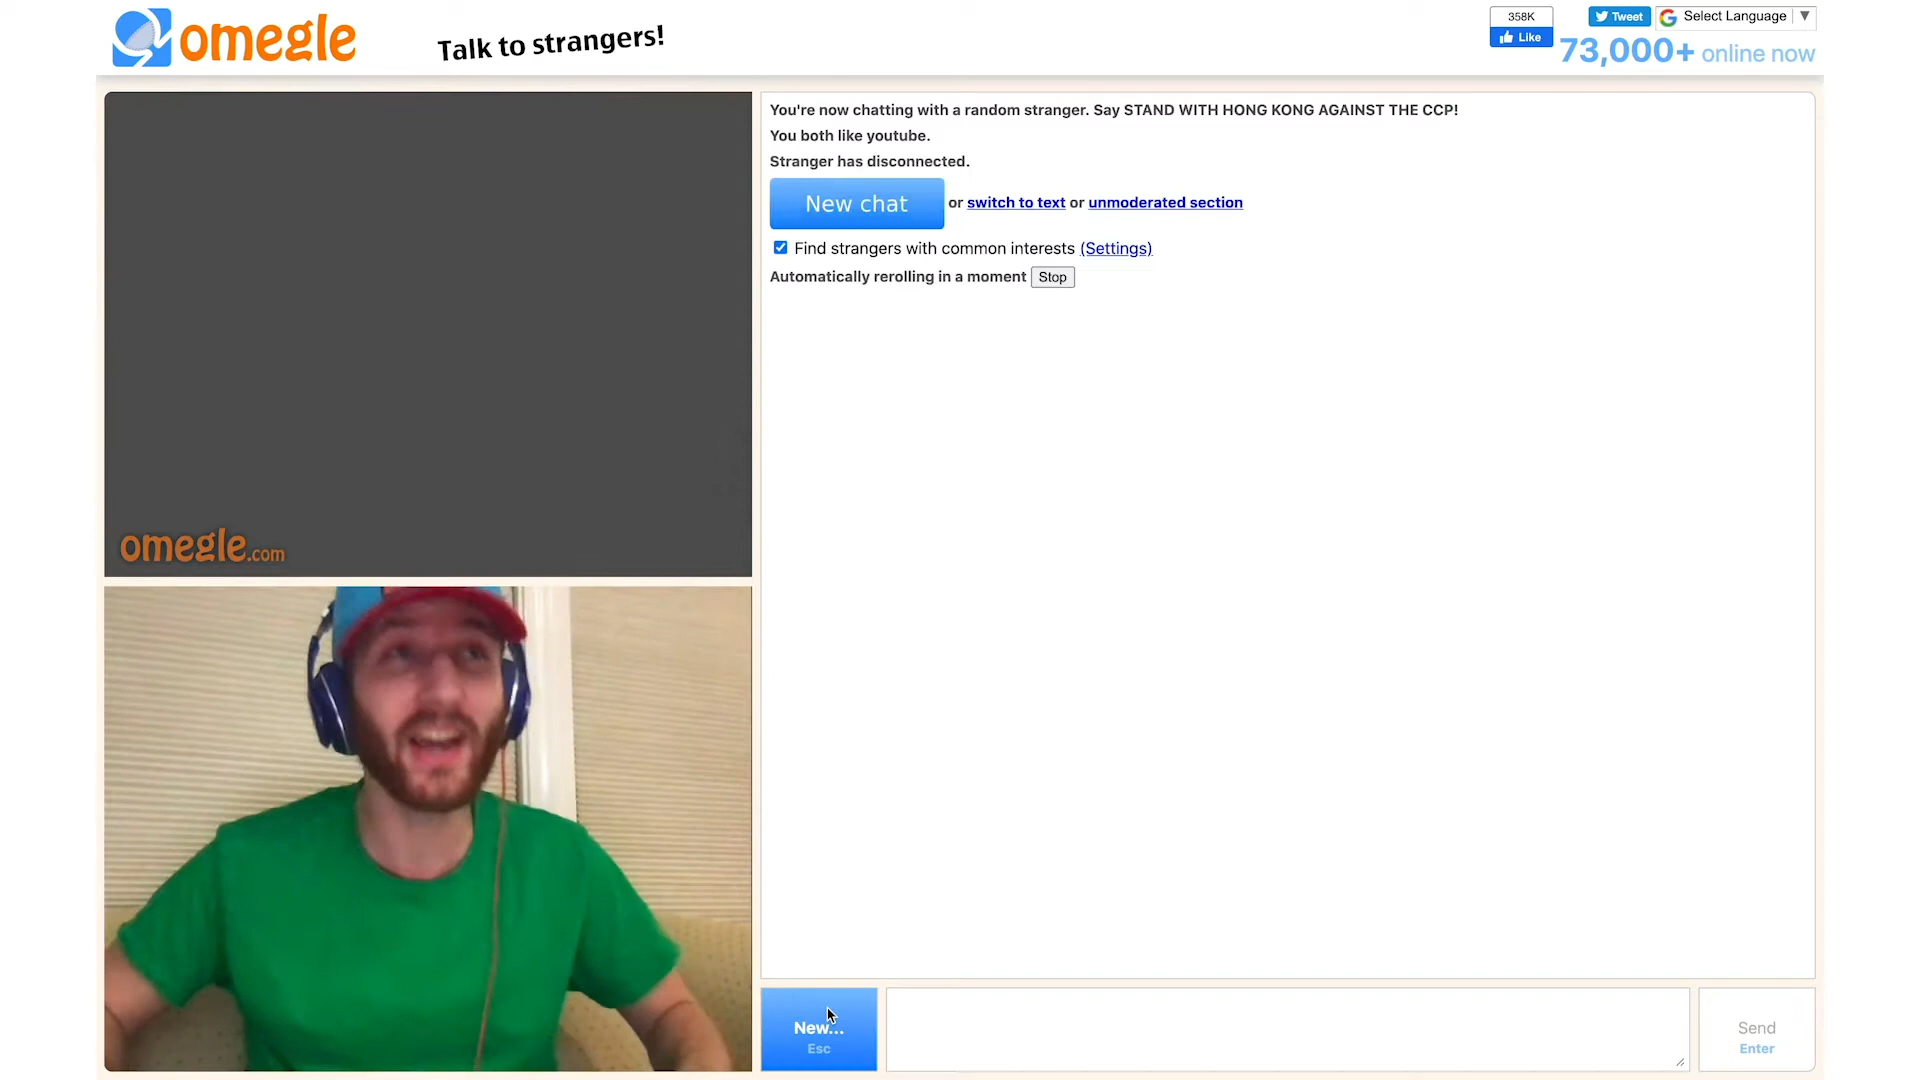 omegle
Talk to strangers!
358K
Like
Tweet
Select Language ▼
73,000+ online now
You're now chatting with a random stranger. Say STAND WITH HONG KONG AGAINST THE CCP!
You both like youtube.
Stranger has disconnected.
New chat or switch to text or unmoderated section
Find strangers with common interests (Settings)
Automatically rerolling in a moment Stop
omegle.com
New...
Esc
Send
Enter